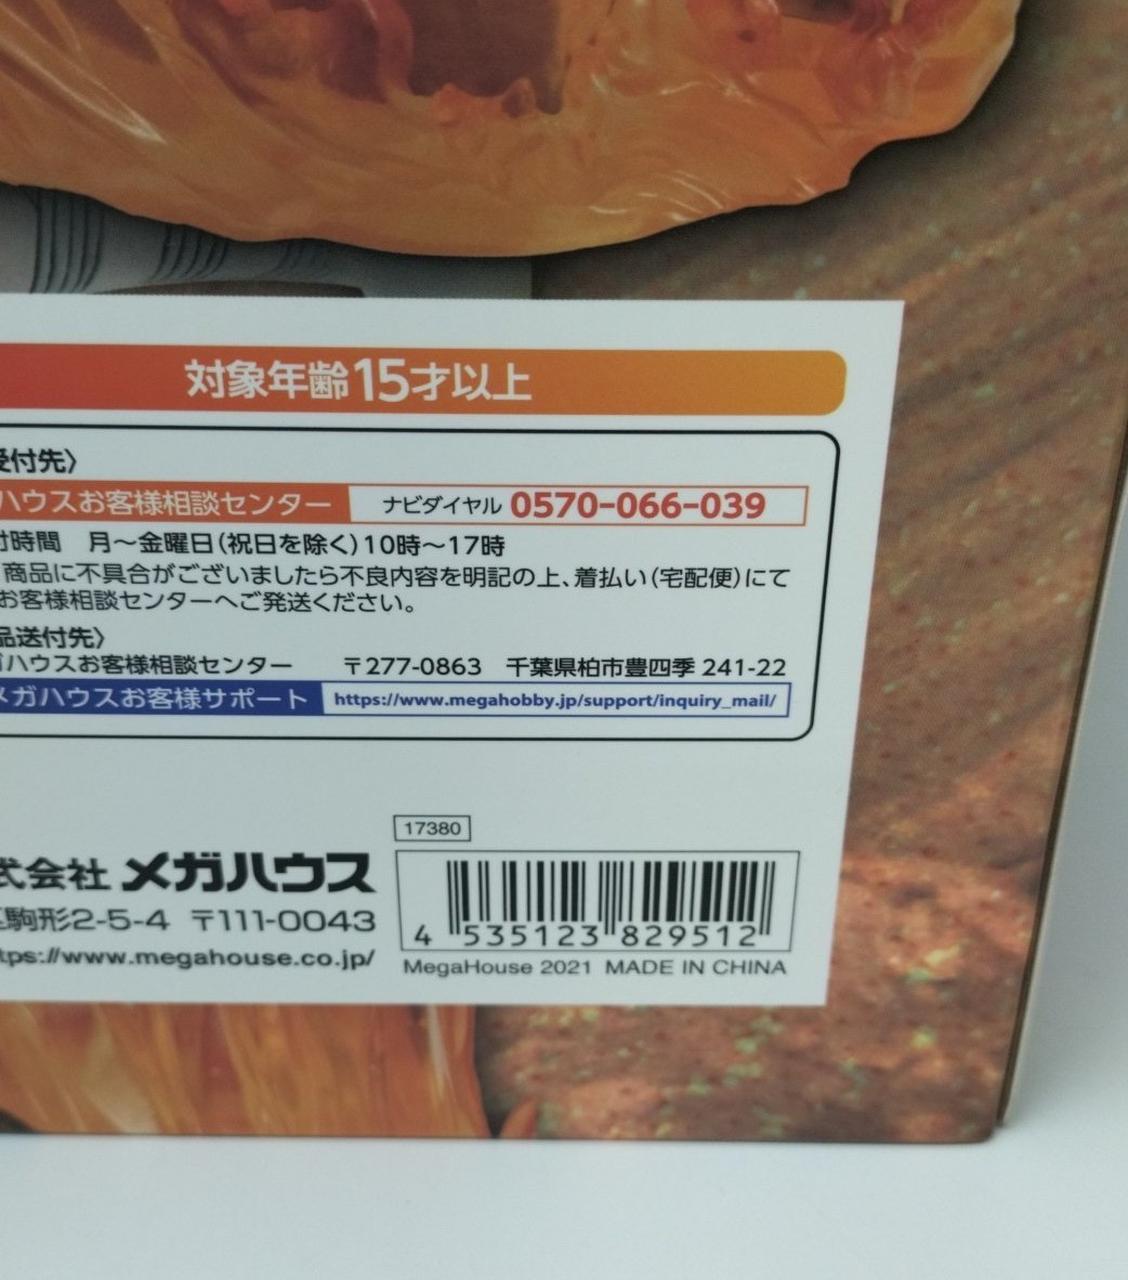 対象年齢15才以上
受付先〉
ハウスお客様相談センター ナビダイヤル 0570-066-039
付時間 月～金曜日(祝日を除く)10時～17時
商品に不具合がございましたら不良内容を明記の上、着払い(宅配便)にて
お客様相談センターへご発送ください。
品送付先〉
ガハウスお客様相談センター 〒277-0863 千葉県柏市豊四季 241-22
メガハウスお客様サポート https://www.megahobby.jp/support/inquiry_mail/
17380
式会社 メガハウス
駒形2-5-4 〒111-0043
tps://www.megahouse.co.jp/
4 535123 829512
MegaHouse 2021 MADE IN CHINA